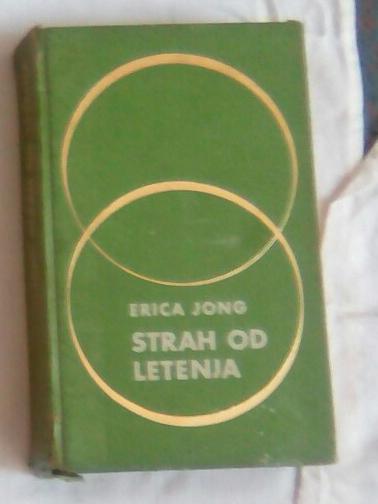 ERICA JONG
STRAH OD
LETENJA